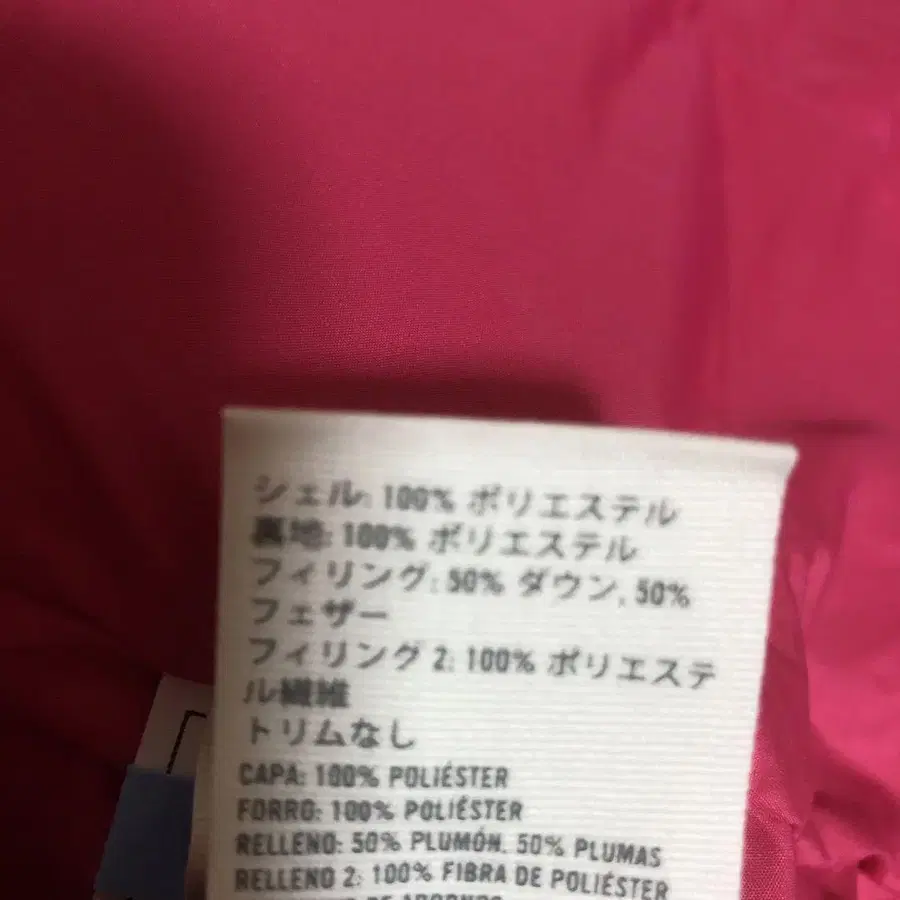 シェル: 100% ポリエステル
裏地: 100% ポリエステル
フィリング: 50% ダウン, 50%
フェザー
フィリング 2: 100% ポリエステ
ル繊維
トリムなし
CAPA: 100% POLIÉSTER
FORRO: 100% POLIÉSTER
RELLENO: 50% PLUMÓN, 50% PLUMAS
RELLENO 2: 100% FIBRA DE POLIÉSTER